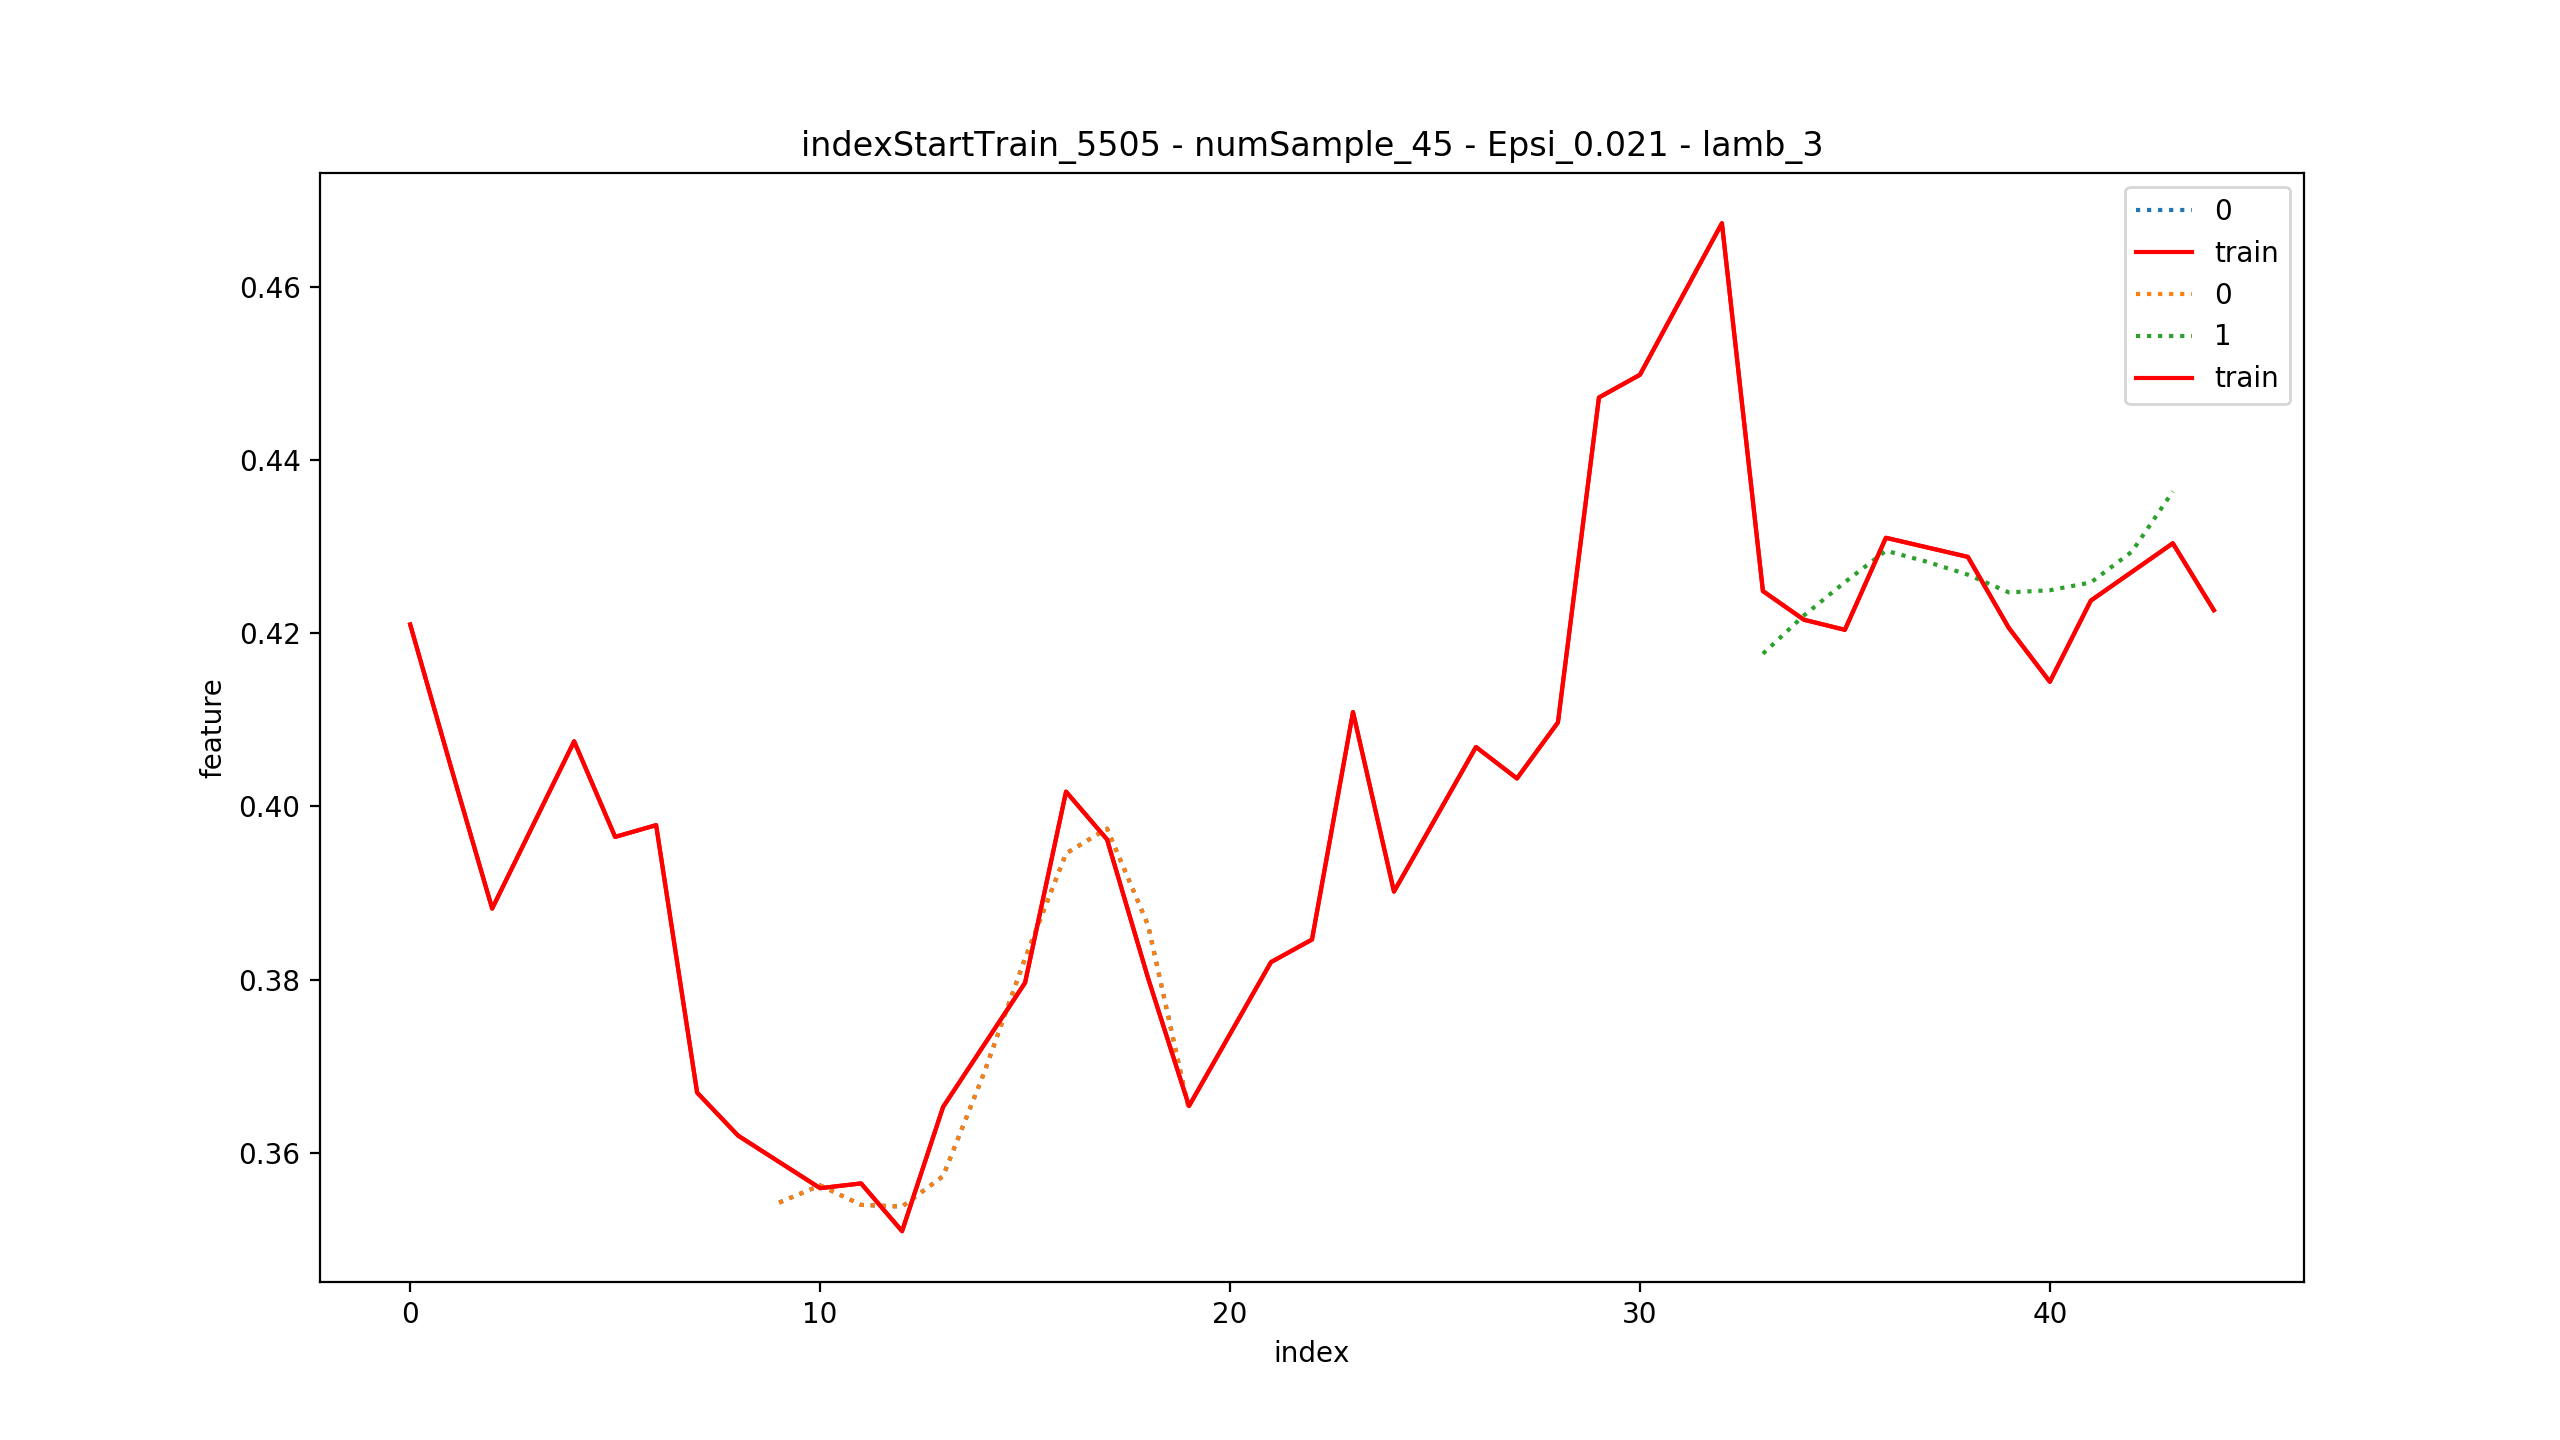 indexStartTrain_5505 - numSample_45 - Epsi_0.021 - lamb_3
0
train
0
1
train
0.46
0.44
0.42
0.40
0.38
0.36
feature
0 10 20 30 40
index